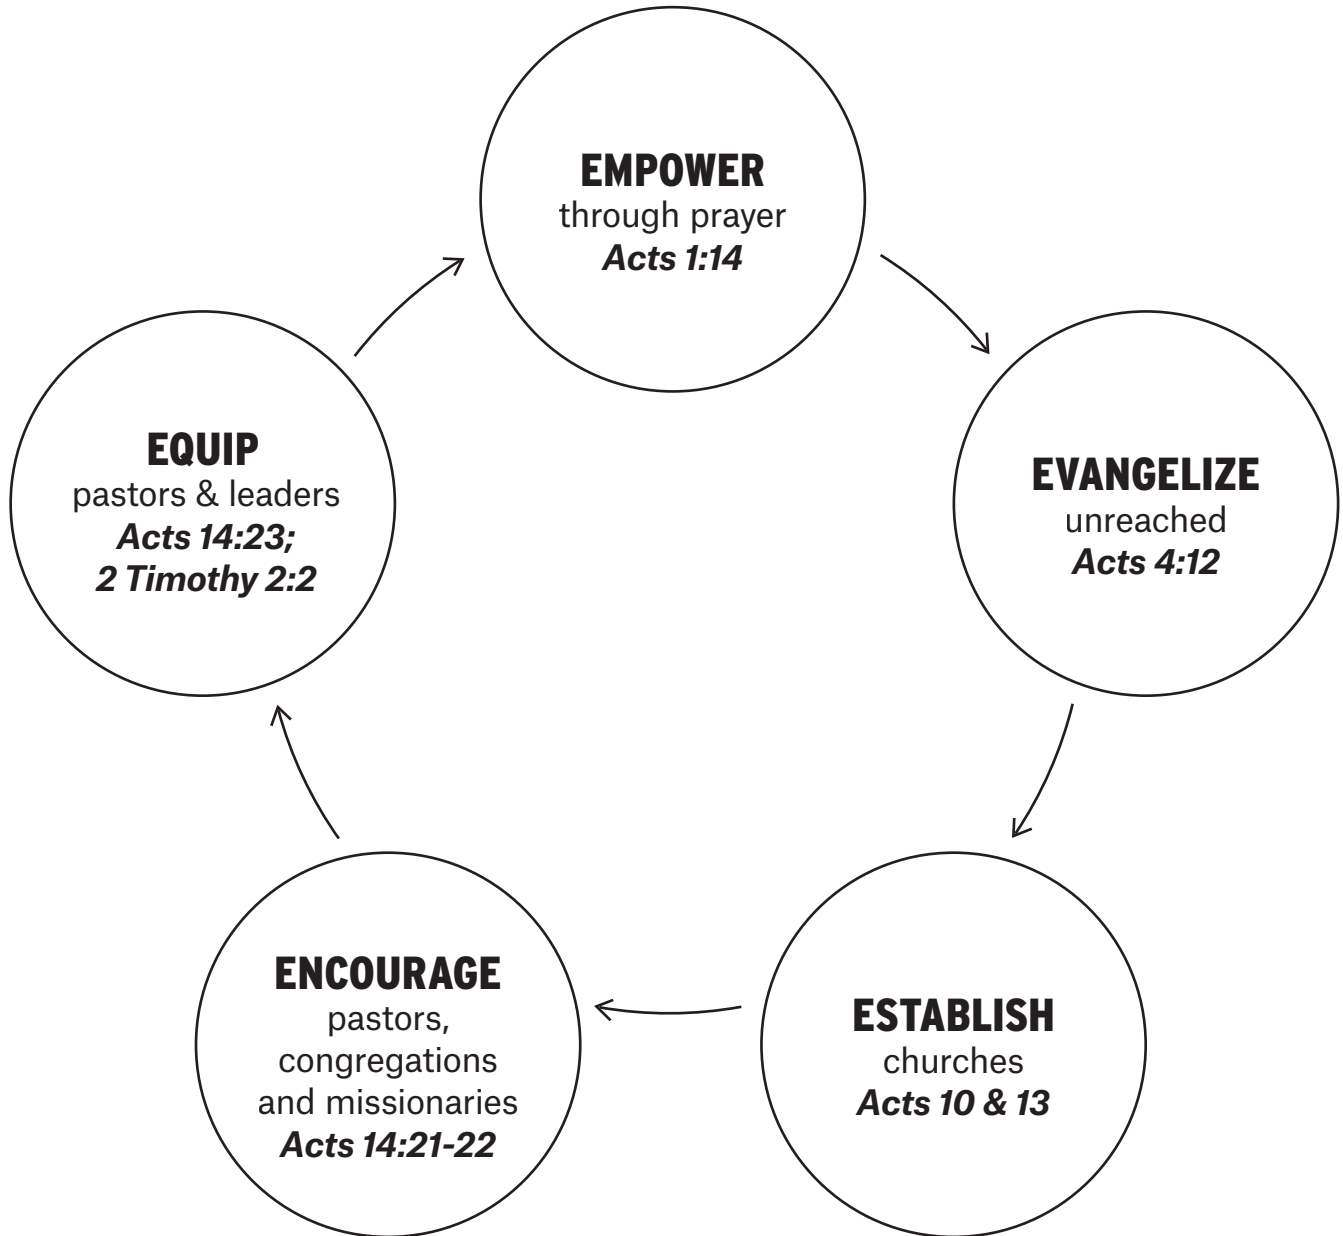 EMPOWER
through prayer
Acts 1:14
EVANGELIZE
unreached
Acts 4:12
ESTABLISH
churches
Acts 10 & 13
ENCOURAGE
pastors,
congregations
and missionaries
Acts 14:21-22
EQUIP
pastors & leaders
Acts 14:23;
2 Timothy 2:2